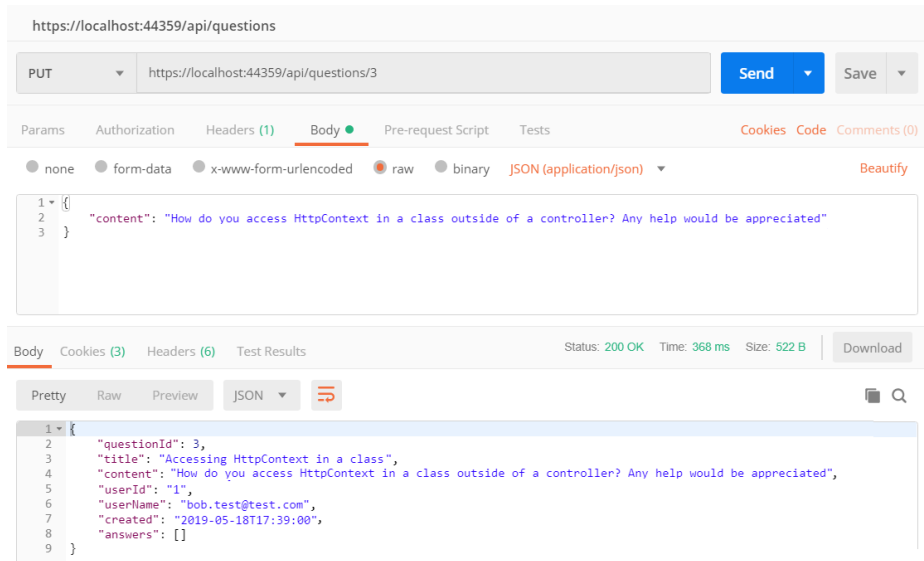 https://localhost:44359/api/questions
PUT https://localhost:44359/api/questions/3 Send Save
Params Authorization Headers (1) Body Pre-request Script Tests Cookies Code Comments (0)
none form-data x-www-form-urlencoded raw binary JSON (application/json) Beautify
1 {
2 "content": "How do you access HttpContext in a class outside of a controller? Any help would be appreciated"
3 }
Body Cookies (3) Headers (6) Test Results Status: 200 OK Time: 368 ms Size: 522 B Download
Pretty Raw Preview JSON
1 {
2 "questionId": 3,
3 "title": "Accessing HttpContext in a class",
4 "content": "How do you access HttpContext in a class outside of a controller? Any help would be appreciated",
5 "userId": "1",
6 "userName": "bob.test@test.com",
7 "created": "2019-05-18T17:39:00",
8 "answers": []
9 }